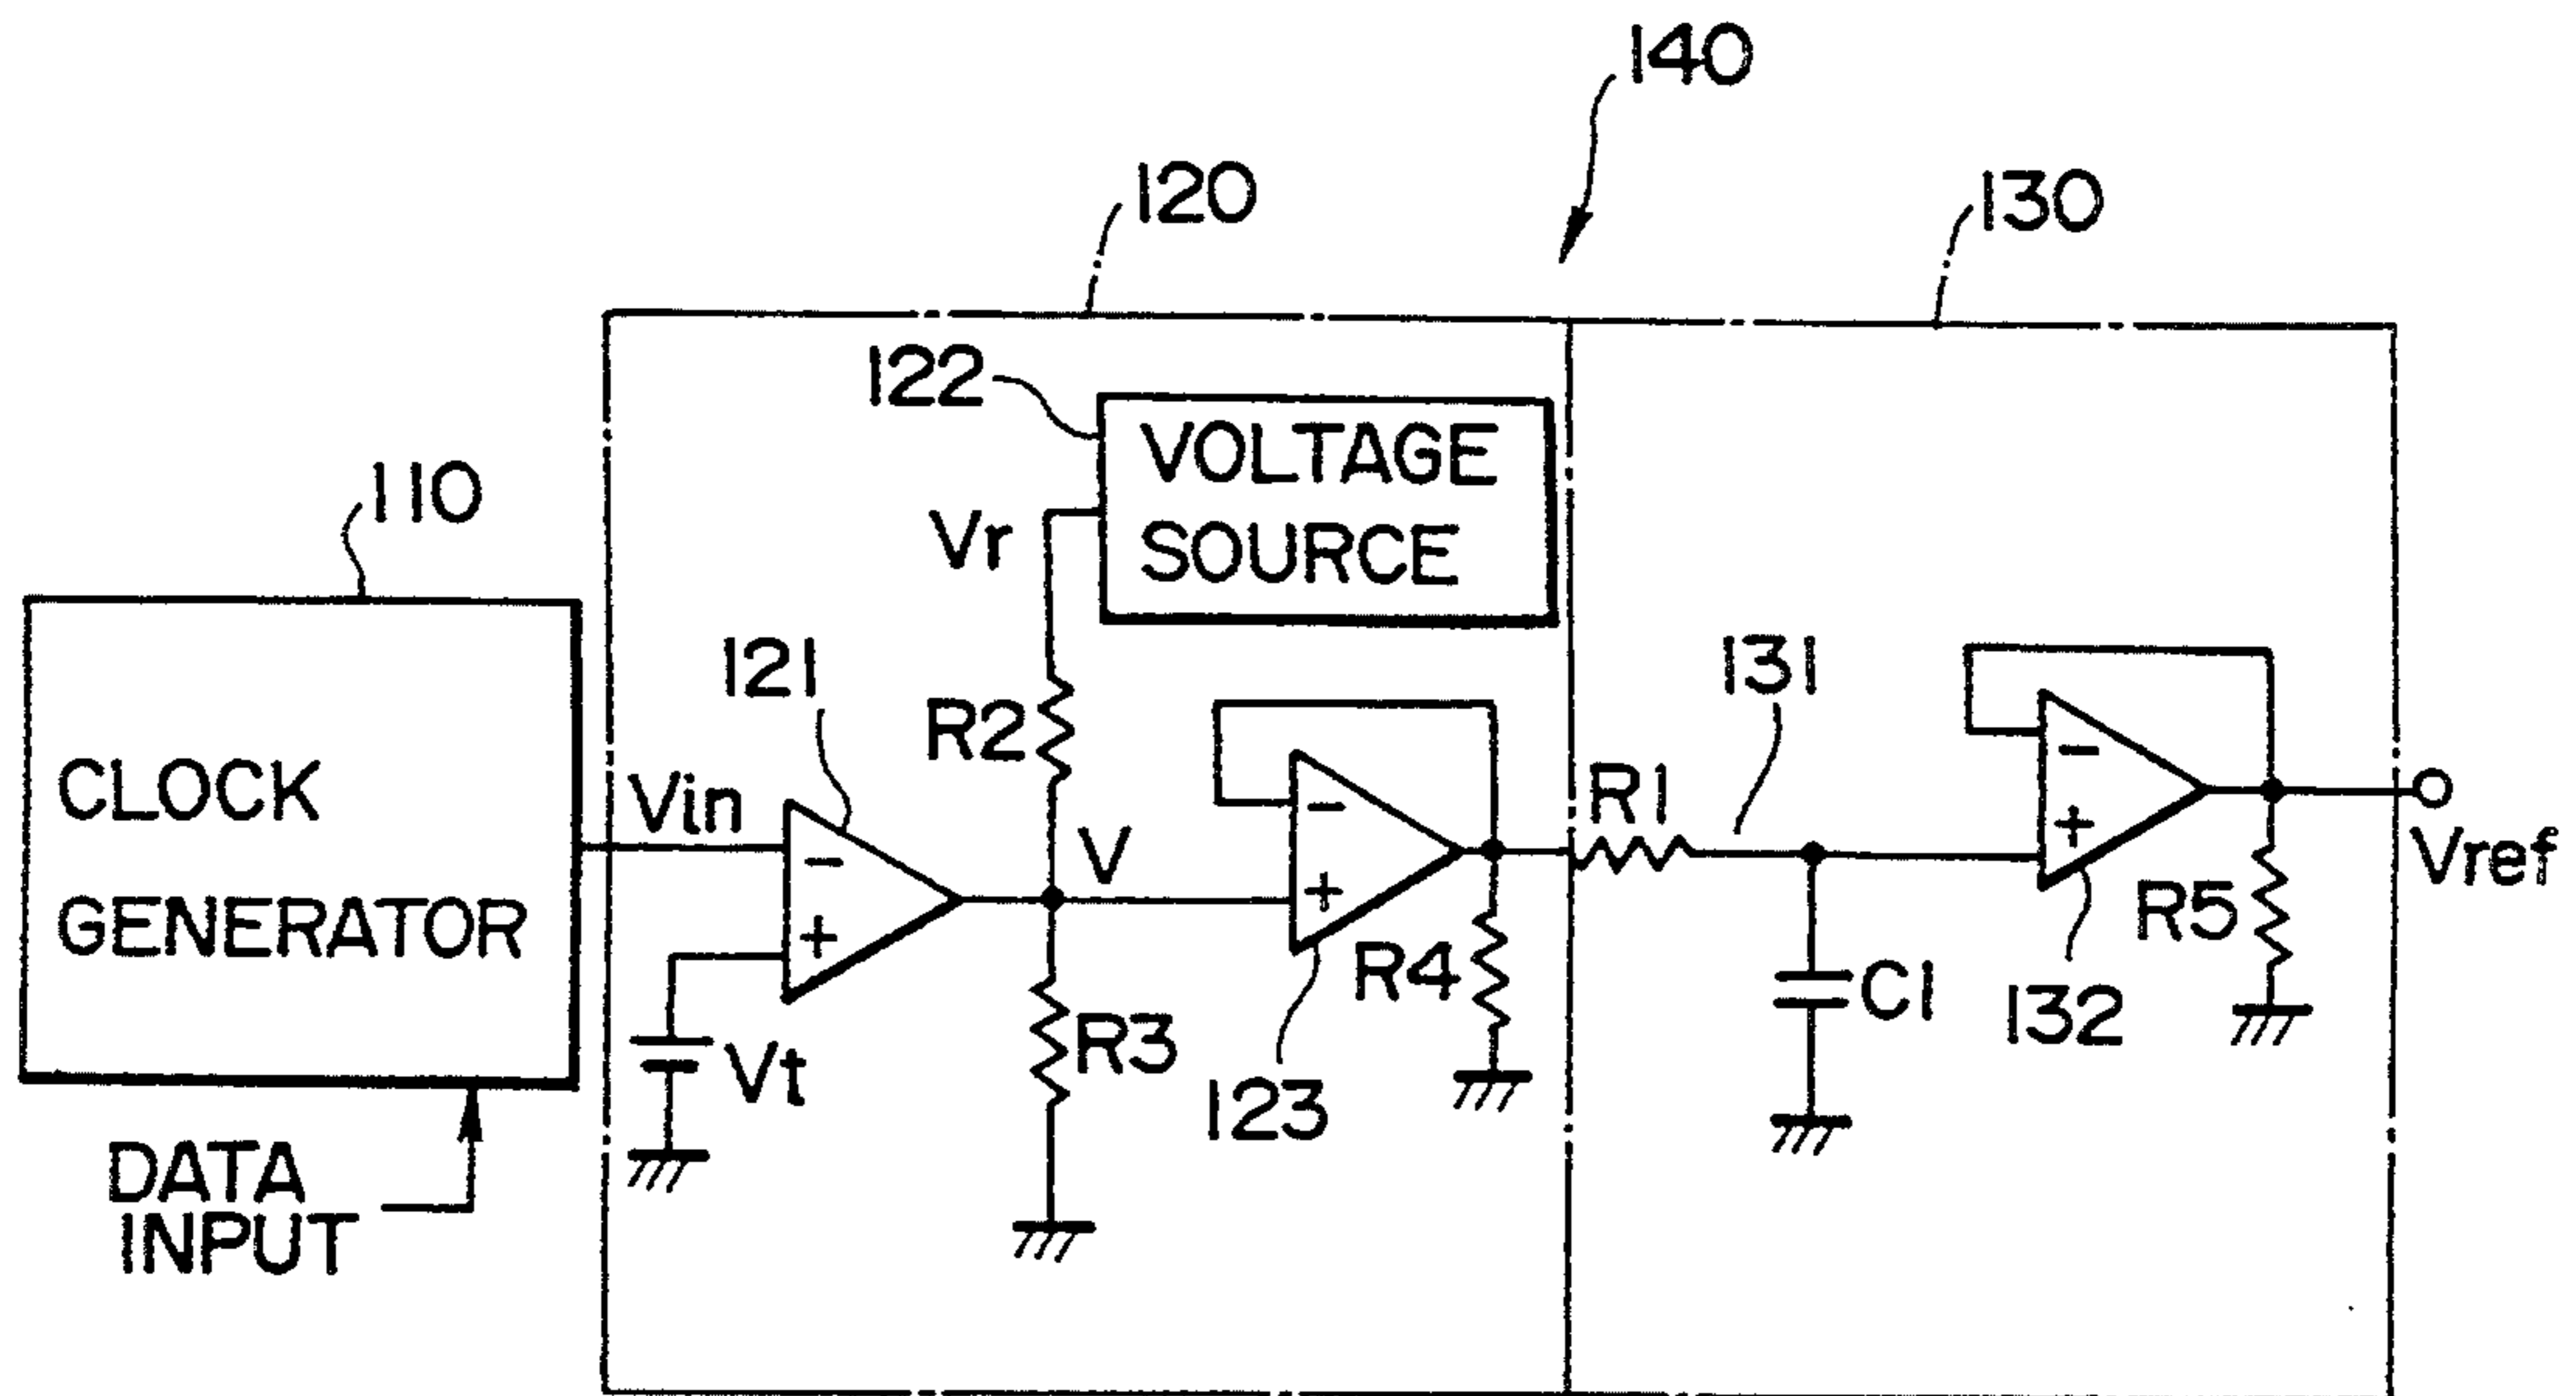 140
120
130
122
VOLTAGE
SOURCE
Vr
110
121
131
R2
R1
CLOCK
GENERATOR
Vin
−
+
V
−
+
−
+
Vref
R5
R4
C1
132
Vt
R3
123
DATA
INPUT